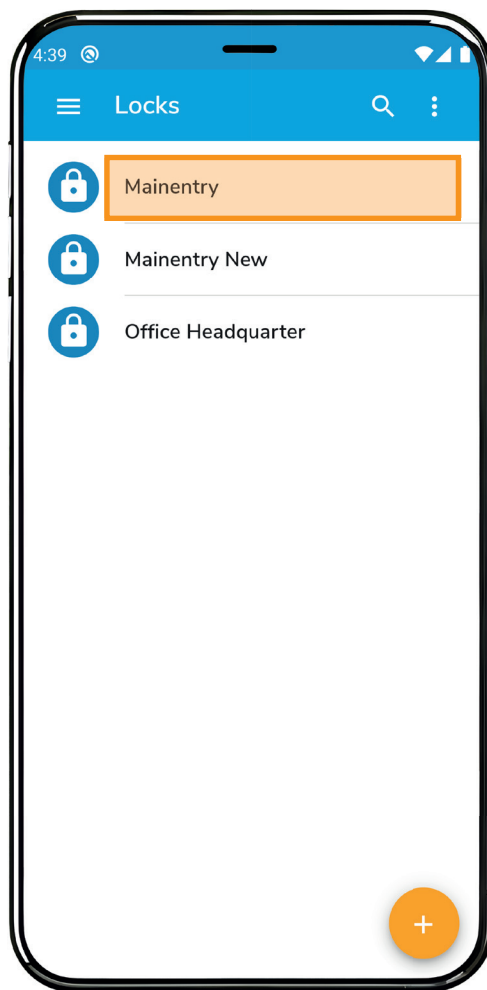 4:39
Locks
Mainentry
Mainentry New
Office Headquarter
+